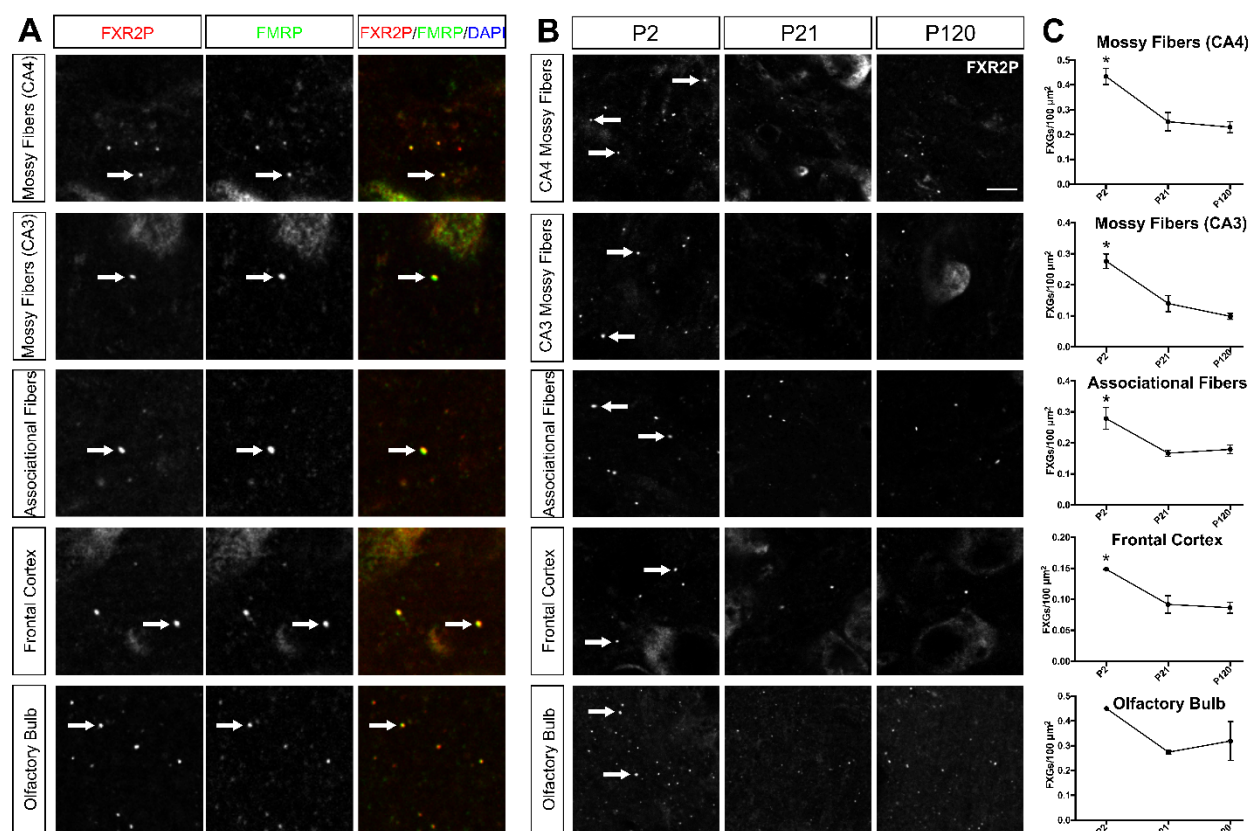 A
FXR2P
FMRP
FXR2P/FMRP/DAPI
Mossy Fibers (CA4)
Mossy Fibers (CA3)
Associational Fibers
Frontal Cortex
Olfactory Bulb
B
P2
P21
P120
FXR2P
CA4 Mossy Fibers
CA3 Mossy Fibers
Associational Fibers
Frontal Cortex
Olfactory Bulb
C
Mossy Fibers (CA4)
FXGs/100 µm²
0.5
*
0.4
0.3
0.2
0.1
0.0
P2
P21
P120
Mossy Fibers (CA3)
FXGs/100 µm²
0.4
*
0.3
0.2
0.1
0.0
P2
P21
P120
Associational Fibers
FXGs/100 µm²
0.4
*
0.3
0.2
0.1
0.0
P2
P21
P120
Frontal Cortex
FXGs/100 µm²
0.20
*
0.15
0.10
0.05
0.00
P2
P21
P120
Olfactory Bulb
FXGs/100 µm²
0.5
0.4
0.3
0.2
0.1
0.0
P2
P21
P120